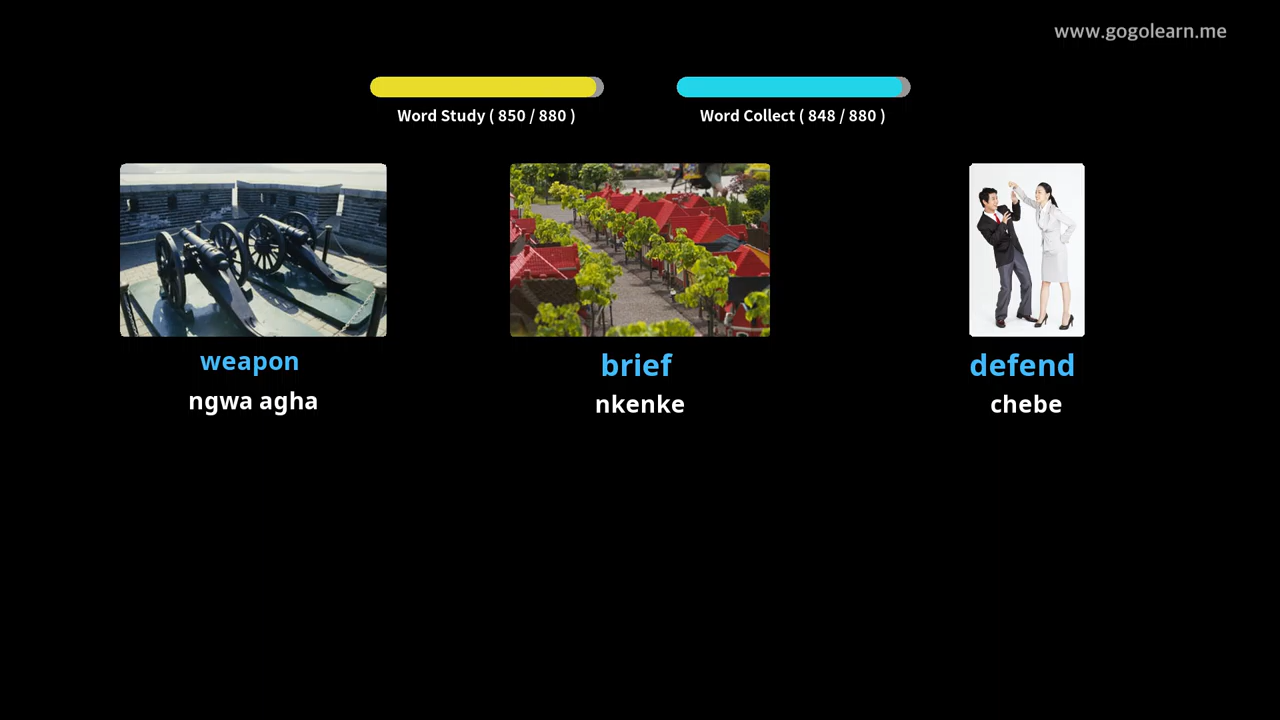 www.gogolearn.me
Word Study ( 850 / 880 )
Word Collect ( 848 / 880 )
weapon
ngwa agha
brief
nkenke
defend
chebe